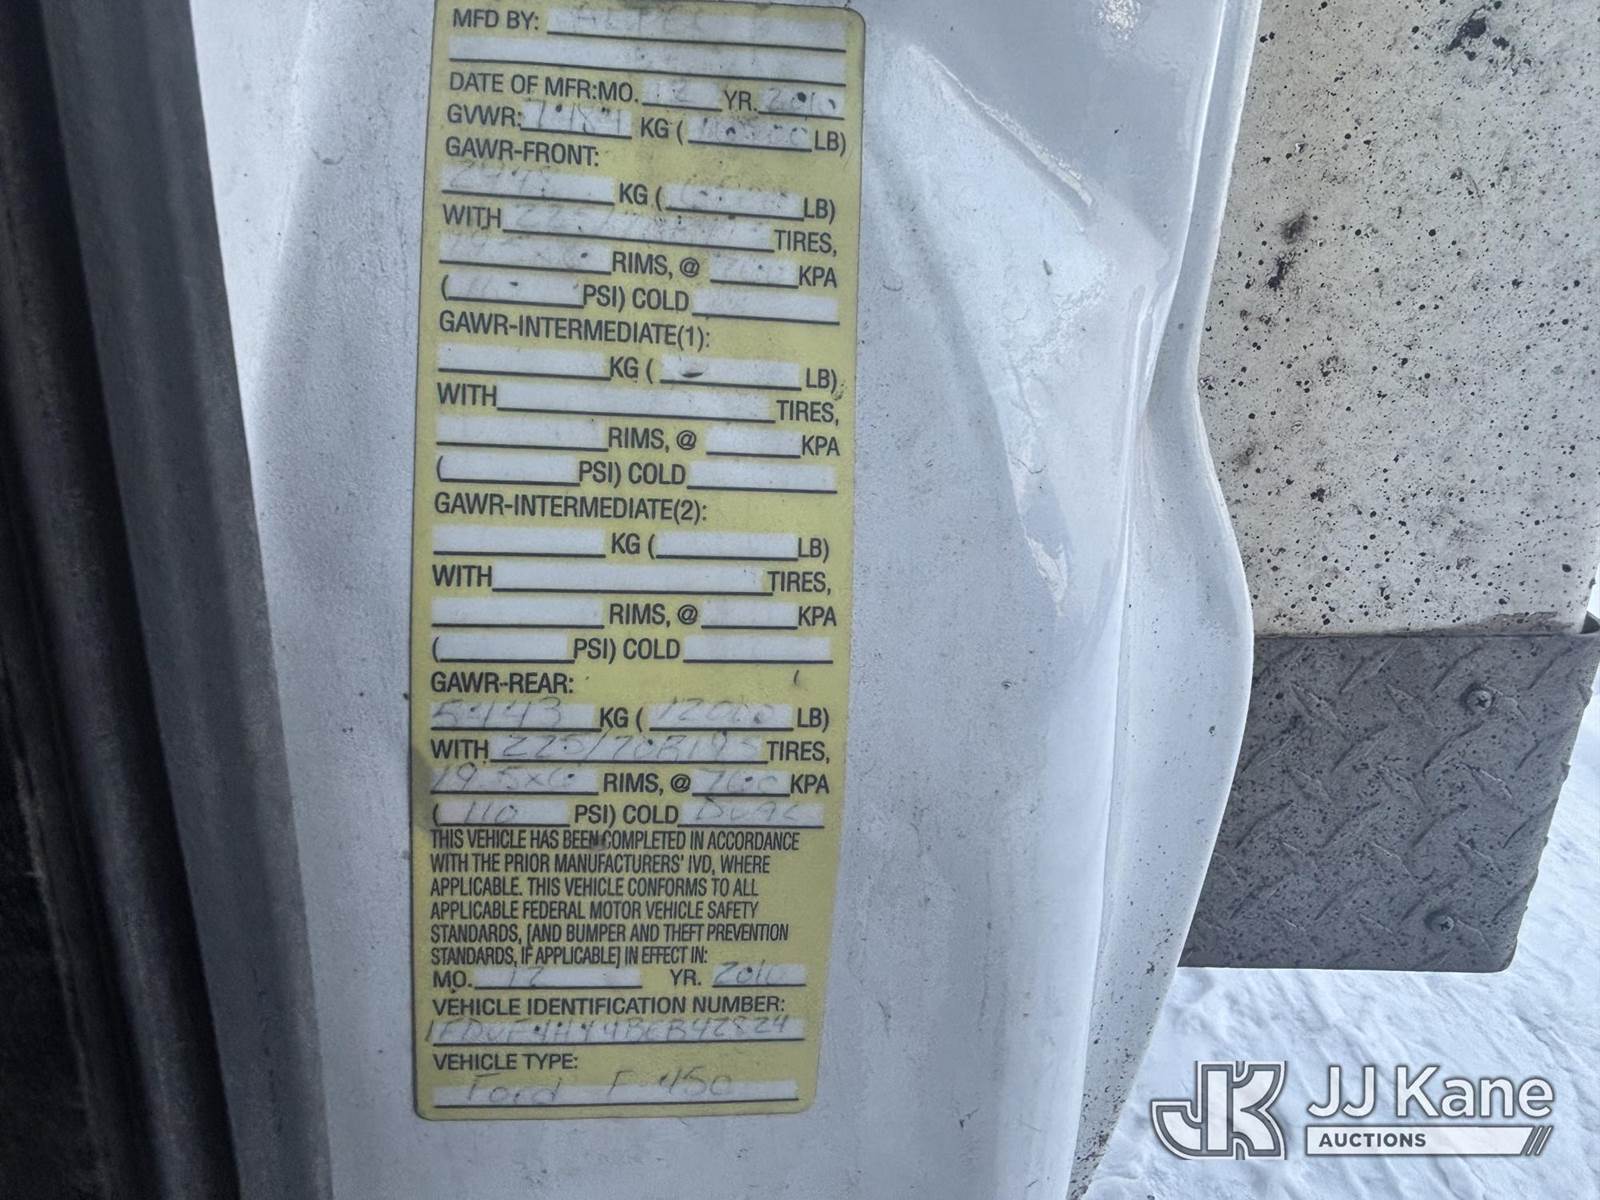 MFD BY:
DATE OF MFR:MO. 12 YR. 2010
GVWR: KG ( LB)
GAWR-FRONT:
KG ( LB)
WITH 225/ TIRES,
RIMS, @ KPA
( PSI) COLD
GAWR-INTERMEDIATE(1):
KG ( LB)
WITH TIRES,
RIMS, @ KPA
( PSI) COLD
GAWR-INTERMEDIATE(2):
KG ( LB)
WITH TIRES,
RIMS, @ KPA
( PSI) COLD
GAWR-REAR:
5443 KG ( 12000 LB)
WITH 225/70R19.5 TIRES,
19.5x6 RIMS, @ 760 KPA
( 110 PSI) COLD
THIS VEHICLE HAS BEEN COMPLETED IN ACCORDANCE
WITH THE PRIOR MANUFACTURERS' IVD, WHERE
APPLICABLE. THIS VEHICLE CONFORMS TO ALL
APPLICABLE FEDERAL MOTOR VEHICLE SAFETY
STANDARDS, [AND BUMPER AND THEFT PREVENTION
STANDARDS, IF APPLICABLE] IN EFFECT IN:
MO. 12 YR. 2010
VEHICLE IDENTIFICATION NUMBER:
VEHICLE TYPE:
Ford F 450
JK JJ Kane
AUCTIONS